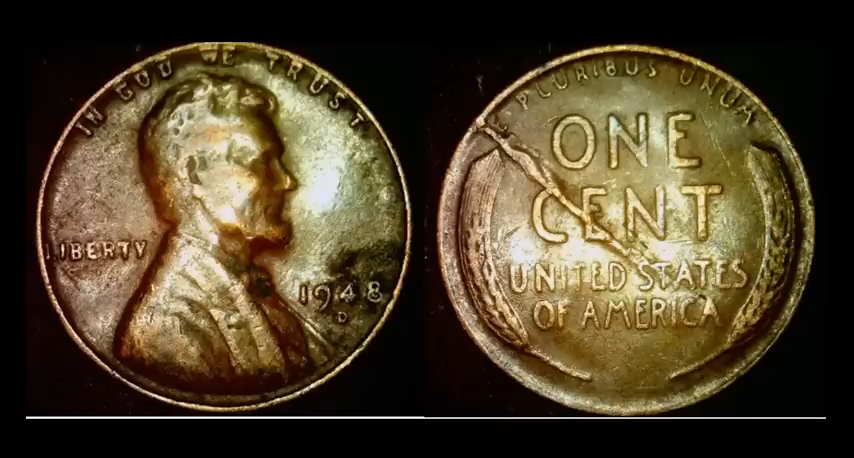 IN GOD WE TRUST
LIBERTY
1948
D
E PLURIBUS UNUM
ONE
CENT
UNITED STATES
OF AMERICA